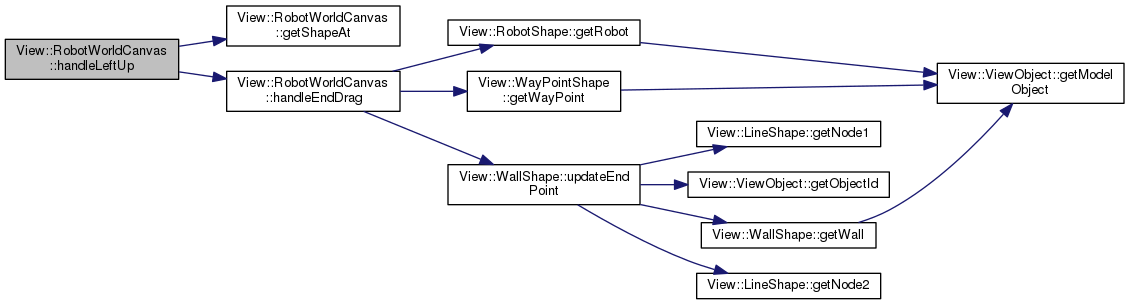 View::RobotWorldCanvas
::handleLeftUp
View::RobotWorldCanvas
::getShapeAt
View::RobotWorldCanvas
::handleEndDrag
View::RobotShape::getRobot
View::WayPointShape
::getWayPoint
View::WallShape::updateEnd
Point
View::ViewObject::getModel
Object
View::LineShape::getNode1
View::ViewObject::getObjectId
View::WallShape::getWall
View::LineShape::getNode2